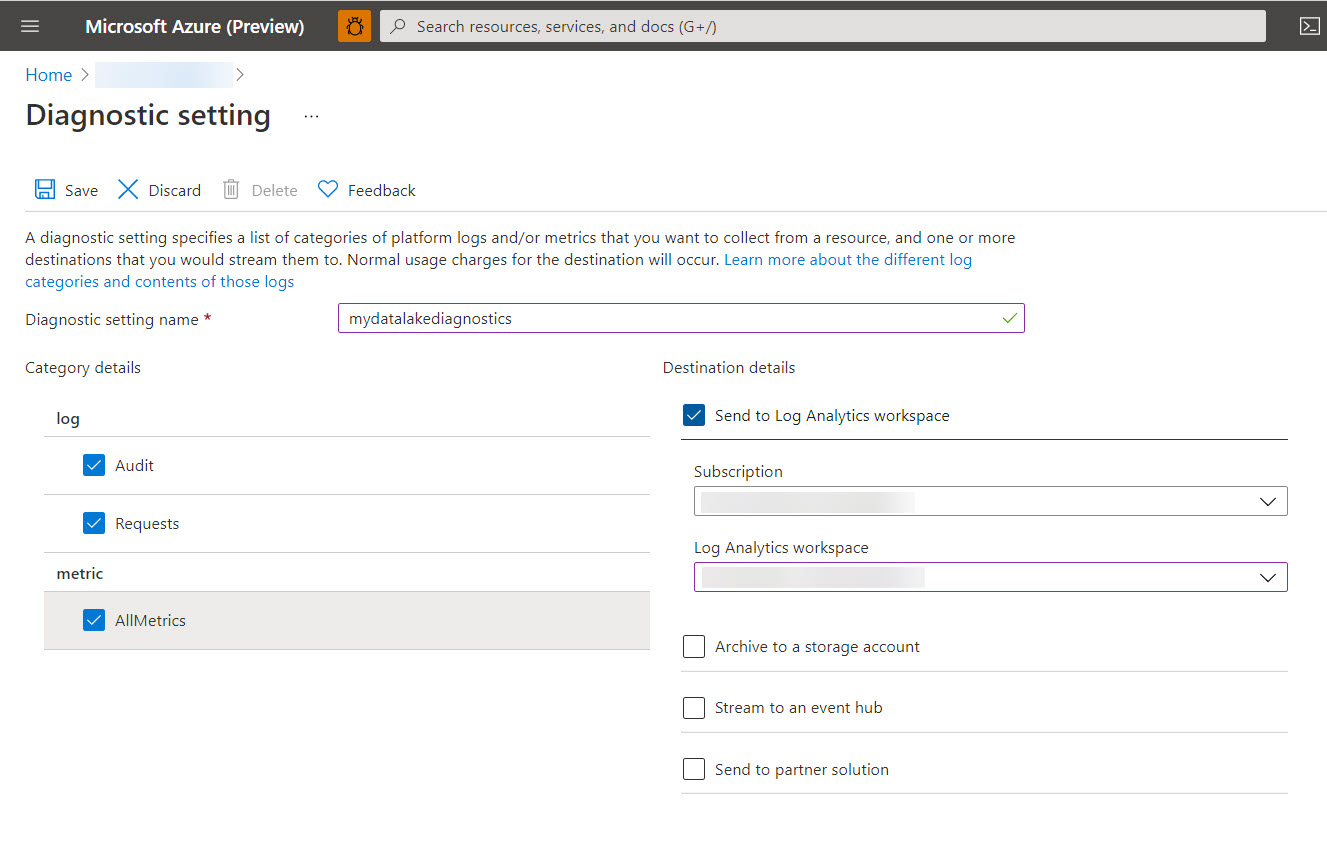 Microsoft Azure (Preview)
Search resources, services, and docs (G+/)
Home
Diagnostic setting ...
Save Discard Delete Feedback
A diagnostic setting specifies a list of categories of platform logs and/or metrics that you want to collect from a resource, and one or more
destinations that you would stream them to. Normal usage charges for the destination will occur. Learn more about the different log
categories and contents of those logs
Diagnostic setting name *
mydatalakediagnostics
Category details
log
Audit
Requests
metric
AllMetrics
Destination details
Send to Log Analytics workspace
Subscription
Log Analytics workspace
Archive to a storage account
Stream to an event hub
Send to partner solution